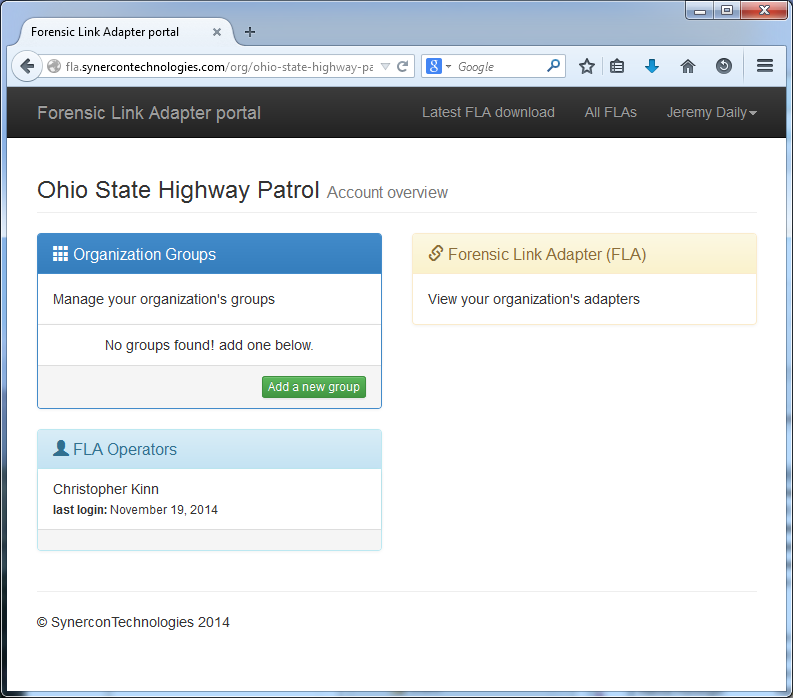 Forensic Link Adapter portal
fla.synercontechnologies.com/org/ohio-state-highway-pa
Google
Forensic Link Adapter portal
Latest FLA download All FLAs Jeremy Daily
Ohio State Highway Patrol Account overview
Organization Groups
Manage your organization's groups
No groups found! add one below.
Add a new group
Forensic Link Adapter (FLA)
View your organization's adapters
FLA Operators
Christopher Kinn
last login: November 19, 2014
© SynerconTechnologies 2014